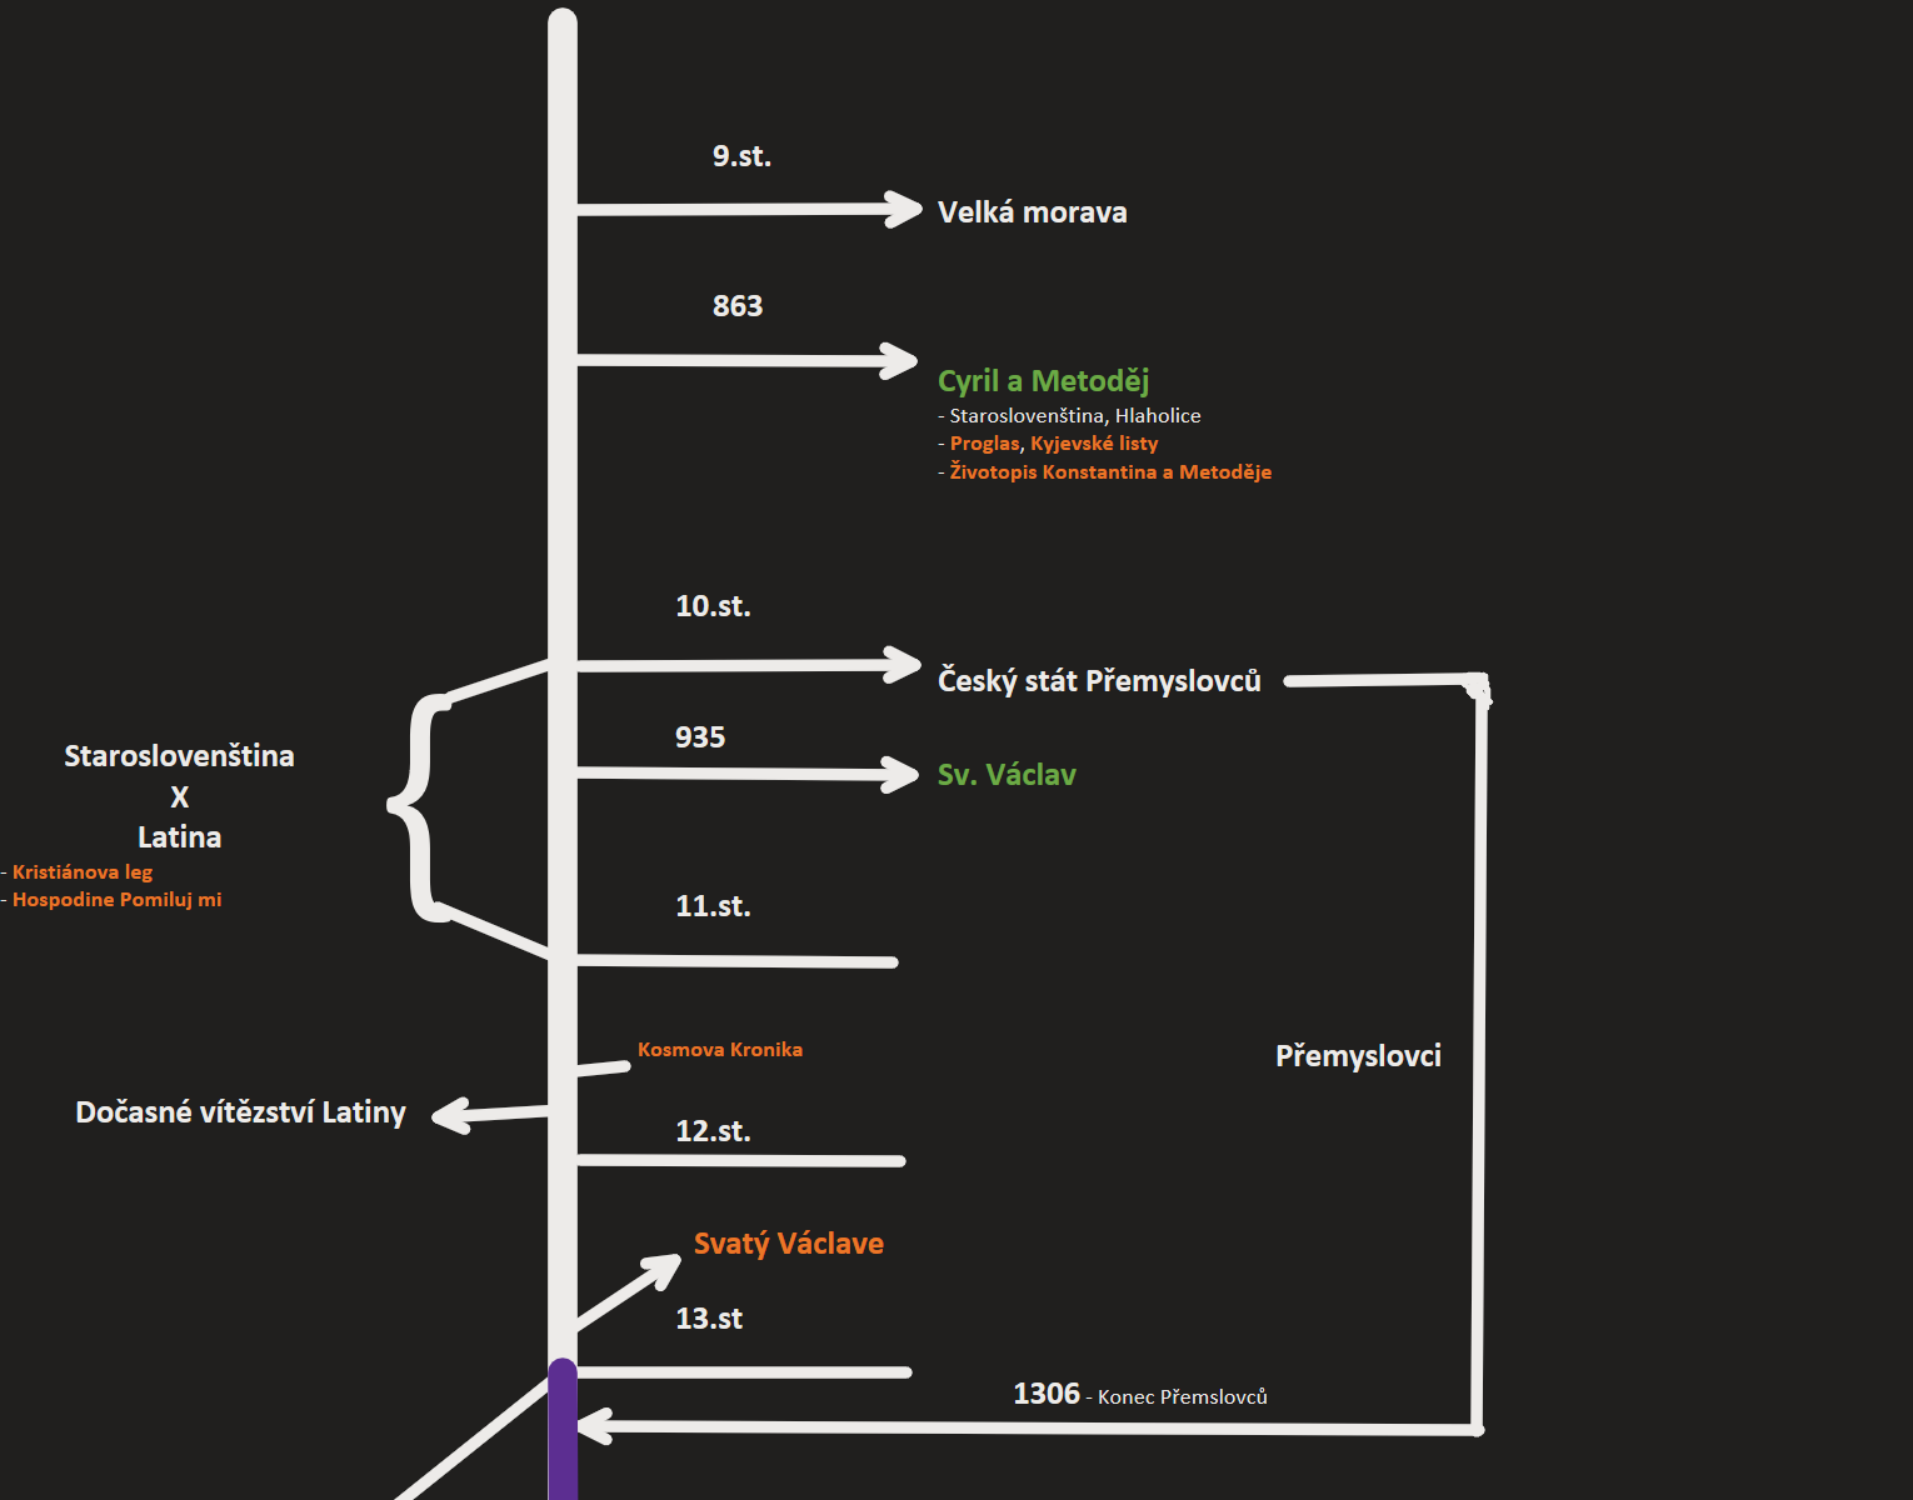 9.st.
Velká morava
863
Cyril a Metoděj
- Staroslovenština, Hlaholice
- Proglas, Kyjevské listy
- Životopis Konstantina a Metoděje
10.st.
Český stát Přemyslovců
935
Sv. Václav
Staroslovenština
X
Latina
- Kristiánova leg
- Hospodine Pomiluj mi
11.st.
Kosmova Kronika
Přemyslovci
Dočasné vítězství Latiny
12.st.
Svatý Václave
13.st
1306 - Konec Přemslovců